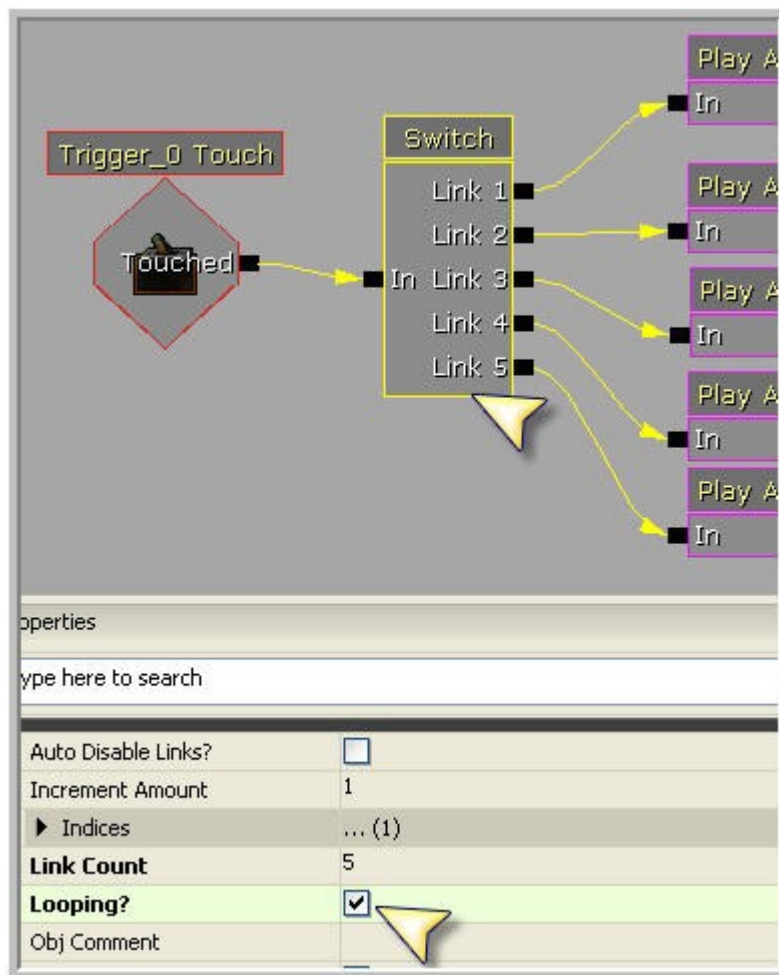 Play A
In
Trigger_0 Touch
Switch
Touched
In
Link 1
Link 2
Link 3
Link 4
Link 5
Play A
In
Play A
In
Play A
In
Play A
In
operties
ype here to search
Auto Disable Links?
Increment Amount 1
Indices ... (1)
Link Count 5
Looping?
Obj Comment